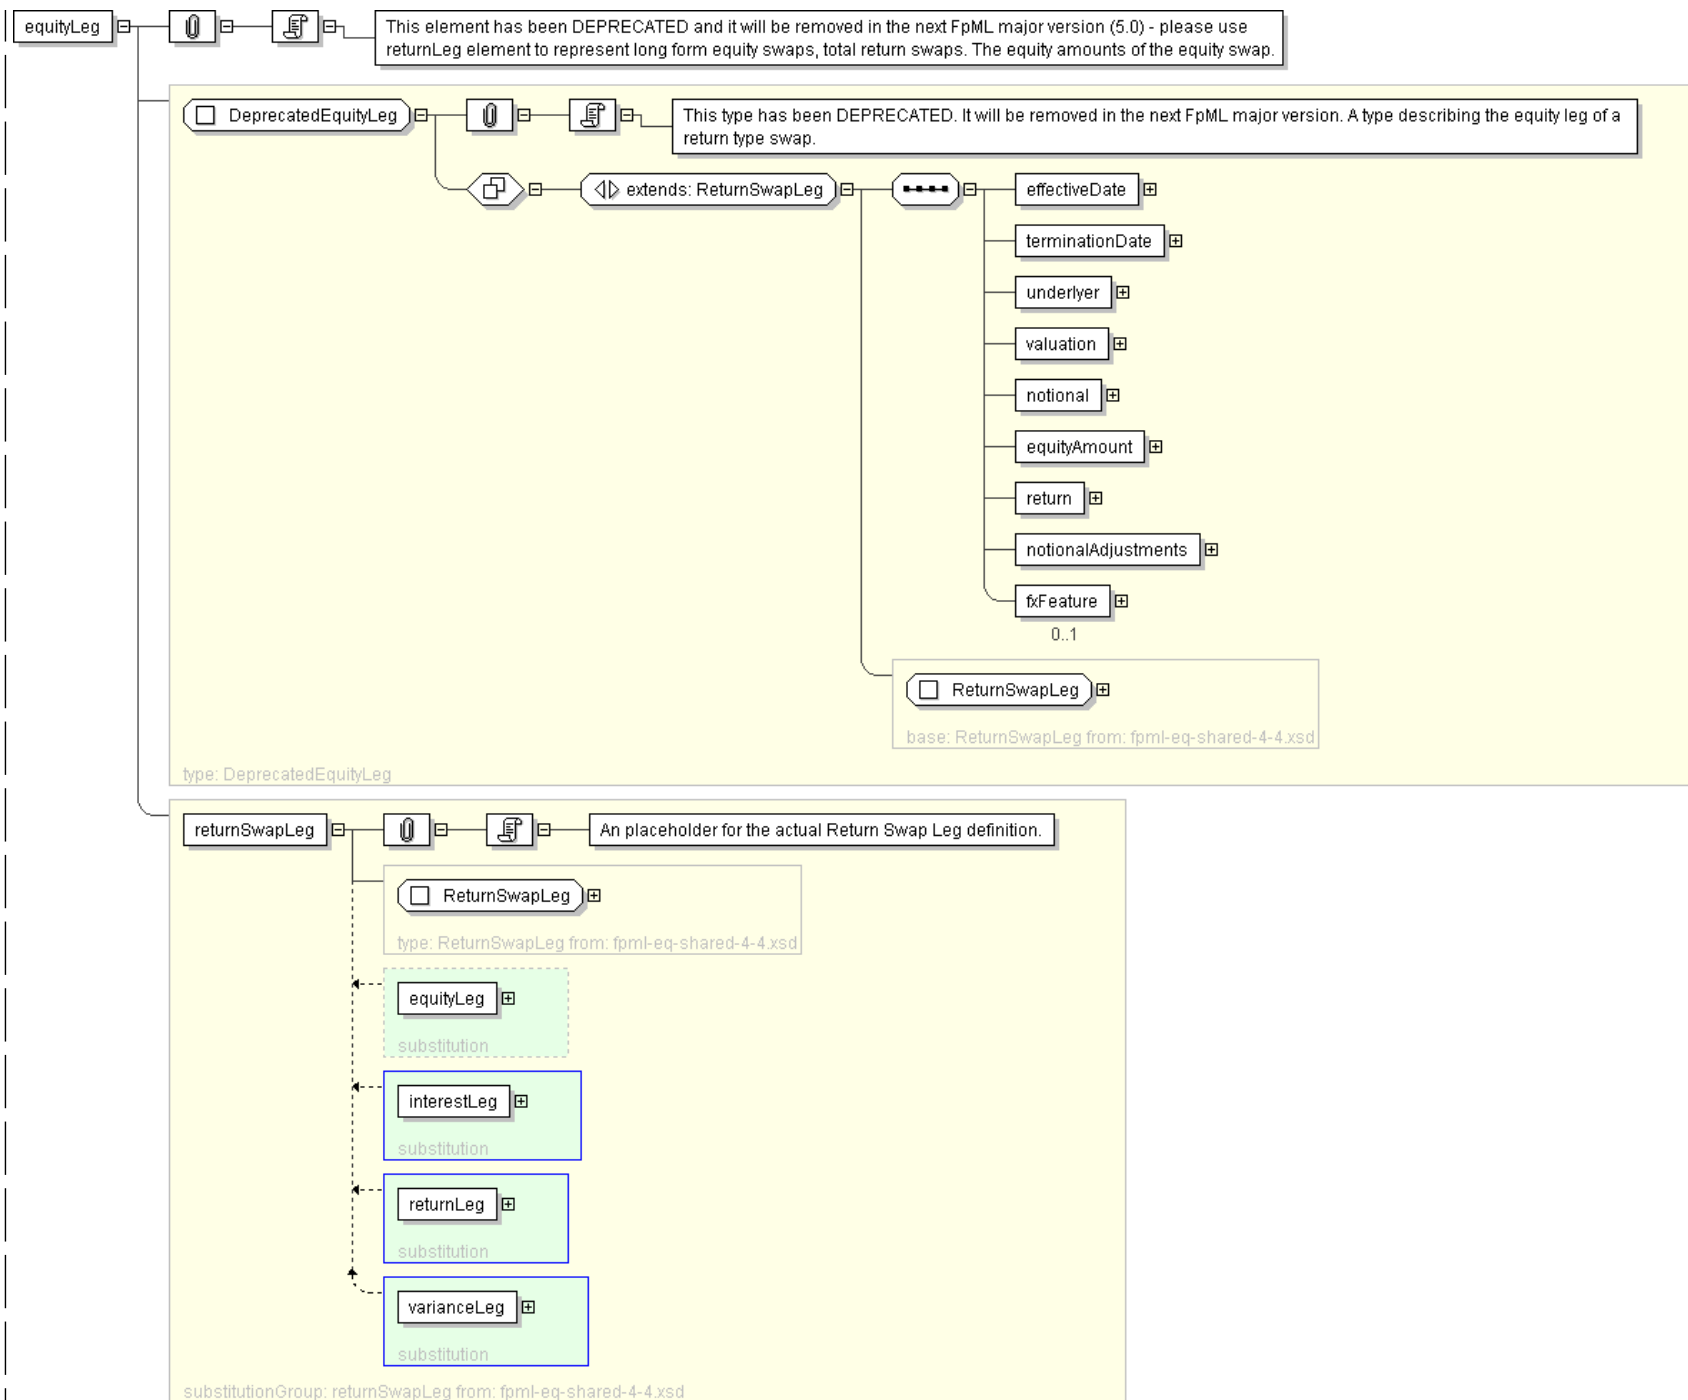 equityLeg
This element has been DEPRECATED and it will be removed in the next FpML major version (5.0) - please use
returnLeg element to represent long form equity swaps, total return swaps. The equity amounts of the equity swap.
DeprecatedEquityLeg
This type has been DEPRECATED. It will be removed in the next FpML major version. A type describing the equity leg of a
return type swap.
extends: ReturnSwapLeg
effectiveDate
terminationDate
underlyer
valuation
notional
equityAmount
return
notionalAdjustments
fxFeature
0..1
ReturnSwapLeg
base: ReturnSwapLeg from: fpml-eq-shared-4-4.xsd
type: DeprecatedEquityLeg
returnSwapLeg
An placeholder for the actual Return Swap Leg definition.
ReturnSwapLeg
type: ReturnSwapLeg from: fpml-eq-shared-4-4.xsd
equityLeg
substitution
interestLeg
substitution
returnLeg
substitution
varianceLeg
substitution
substitutionGroup: returnSwapLeg from: fpml-eq-shared-4-4.xsd